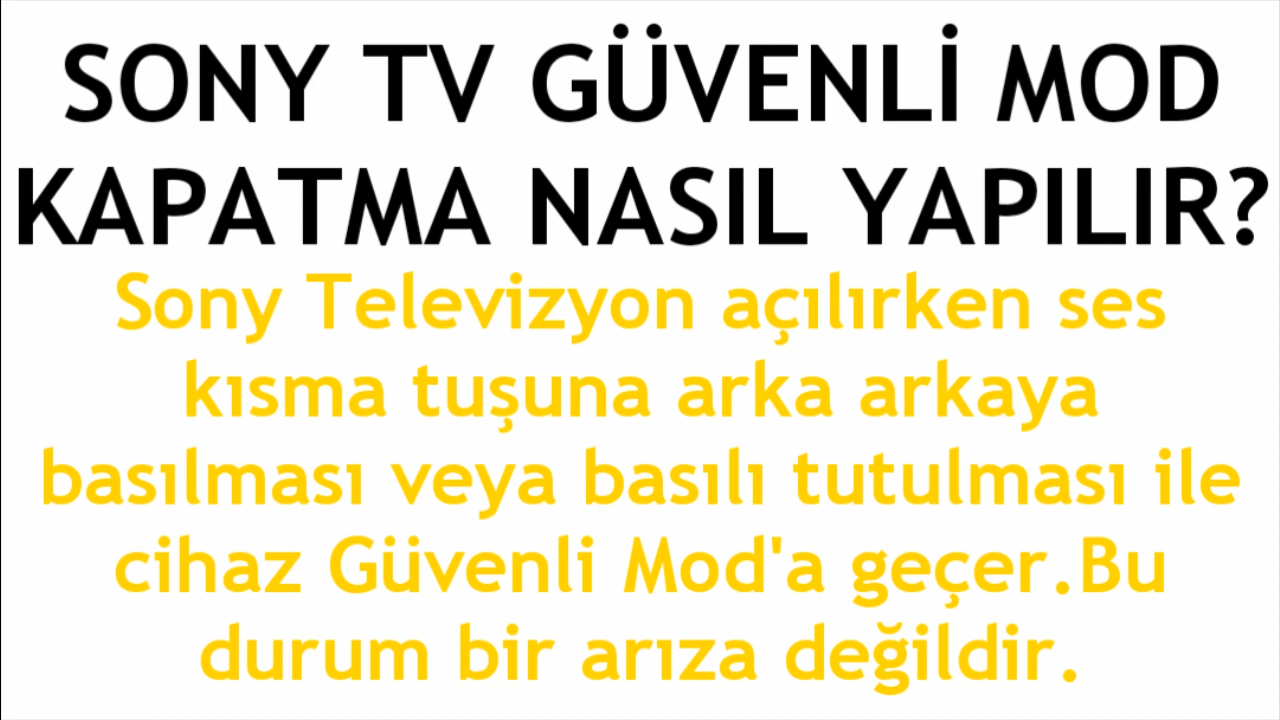 SONY TV GÜVENLİ MOD
KAPATMA NASIL YAPILIR?
Sony Televizyon açılırken ses
kısma tuşuna arka arkaya
basılması veya basılı tutulması ile
cihaz Güvenli Mod'a geçer.Bu
durum bir arıza değildir.